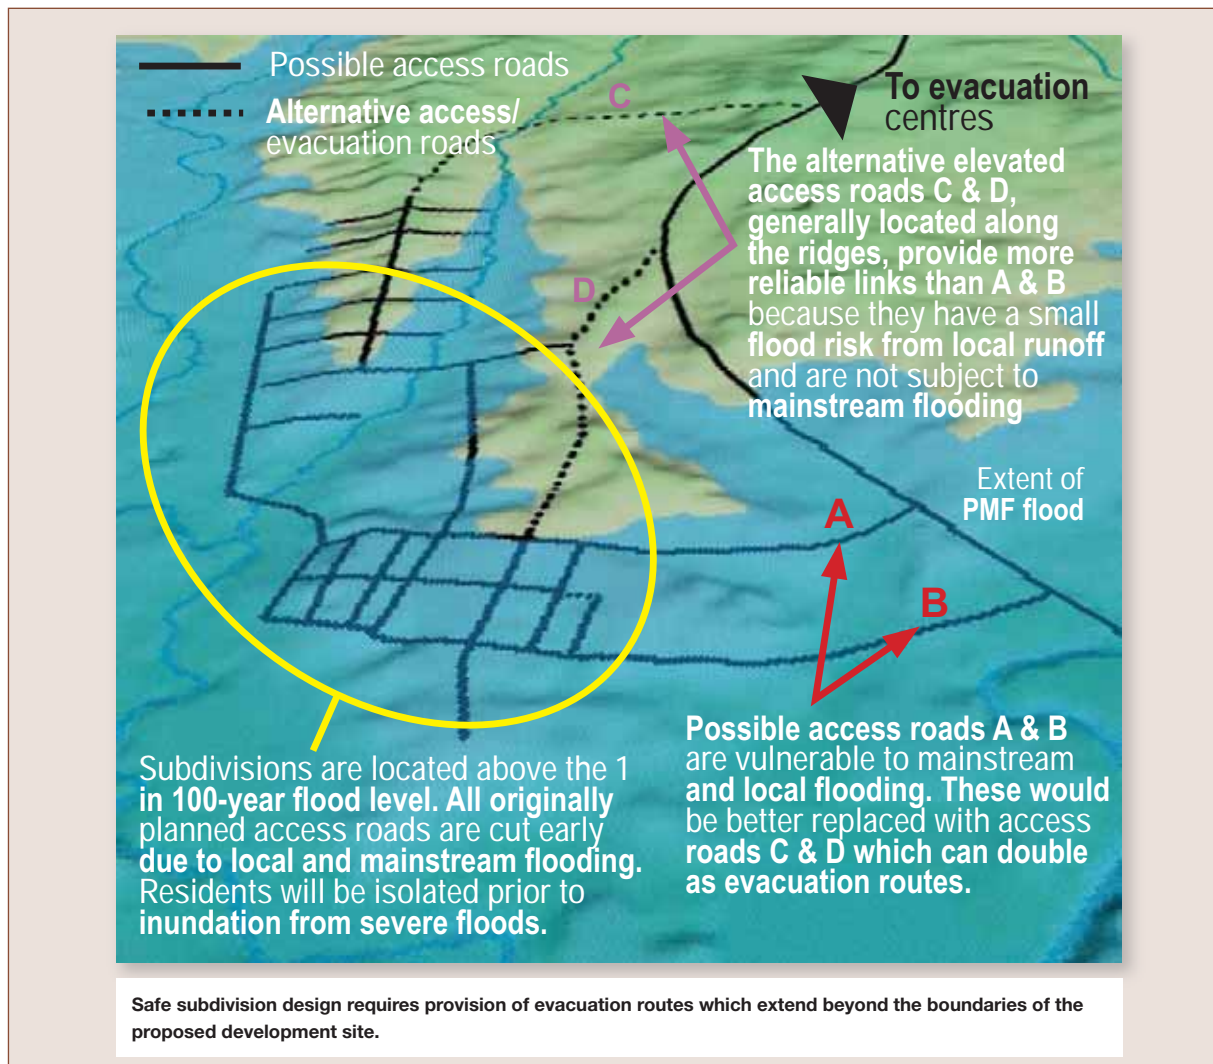 Possible access roads
Alternative access/
evacuation roads
C
To evacuation
centres
The alternative elevated
access roads C & D,
generally located along
the ridges, provide more
reliable links than A & B
because they have a small
flood risk from local runoff
and are not subject to
mainstream flooding
D
Extent of
PMF flood
A
B
Possible access roads A & B
are vulnerable to mainstream
and local flooding. These would
be better replaced with access
roads C & D which can double
as evacuation routes.
Subdivisions are located above the 1
in 100-year flood level. All originally
planned access roads are cut early
due to local and mainstream flooding.
Residents will be isolated prior to
inundation from severe floods.
Safe subdivision design requires provision of evacuation routes which extend beyond the boundaries of the
proposed development site.